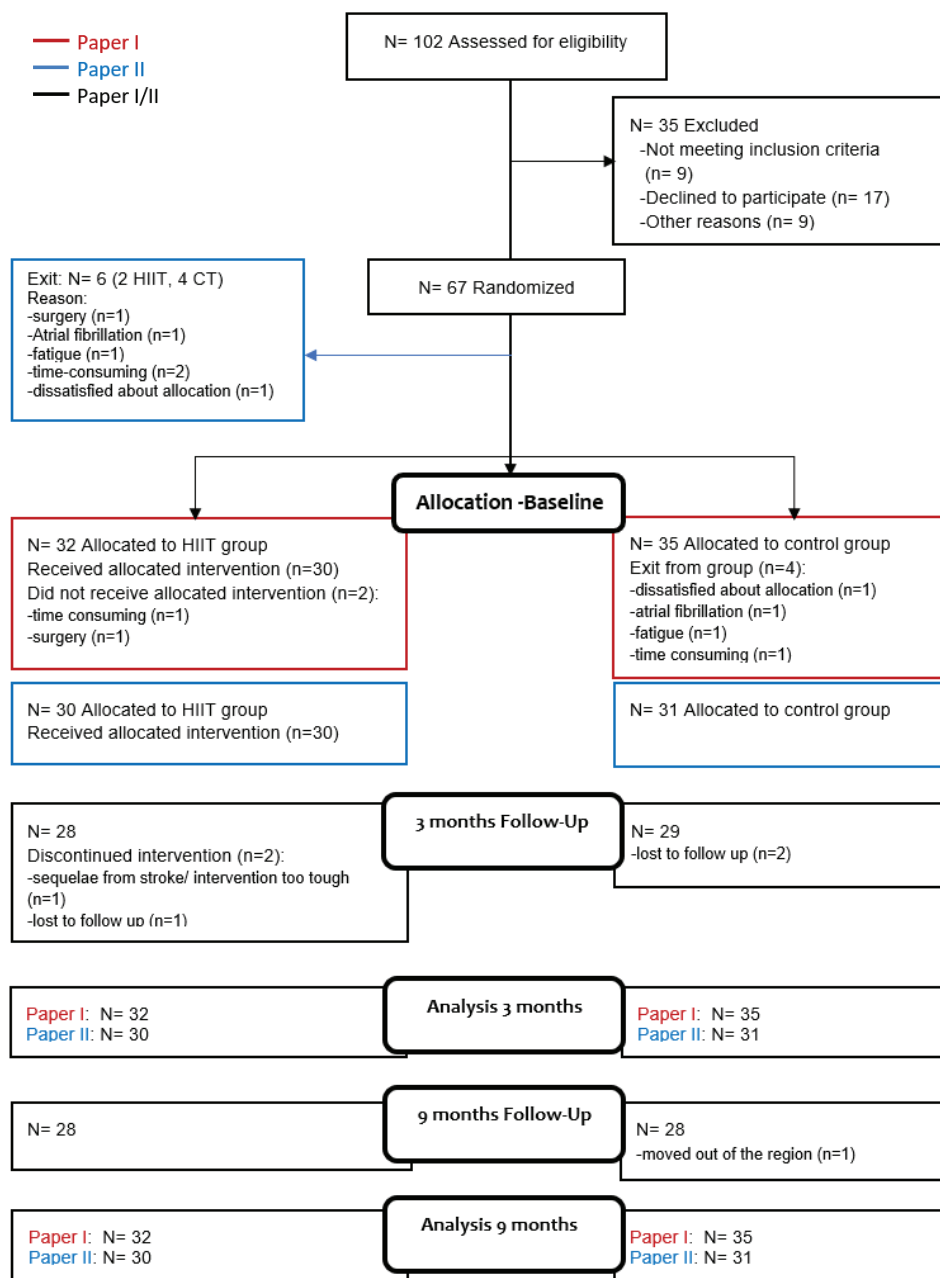 Paper I
Paper II
Paper I/II
N= 102 Assessed for eligibility
N= 35 Excluded
-Not meeting inclusion criteria
(n= 9)
-Declined to participate (n= 17)
-Other reasons (n= 9)
Exit: N= 6 (2 HIIT, 4 CT)
Reason:
-surgery (n=1)
-Atrial fibrillation (n=1)
-fatigue (n=1)
-time-consuming (n=2)
-dissatisfied about allocation (n=1)
N= 67 Randomized
Allocation -Baseline
N= 32 Allocated to HIIT group
Received allocated intervention (n=30)
Did not receive allocated intervention (n=2):
-time consuming (n=1)
-surgery (n=1)
N= 35 Allocated to control group
Exit from group (n=4):
-dissatisfied about allocation (n=1)
-atrial fibrillation (n=1)
-fatigue (n=1)
-time consuming (n=1)
N= 30 Allocated to HIIT group
Received allocated intervention (n=30)
N= 31 Allocated to control group
3 months Follow-Up
N= 28
Discontinued intervention (n=2):
-sequelae from stroke/ intervention too tough
(n=1)
-lost to follow up (n=1)
N= 29
-lost to follow up (n=2)
Analysis 3 months
Paper I: N= 32
Paper II: N= 30
Paper I: N= 35
Paper II: N= 31
9 months Follow-Up
N= 28
N= 28
-moved out of the region (n=1)
Analysis 9 months
Paper I: N= 32
Paper II: N= 30
Paper I: N= 35
Paper II: N= 31